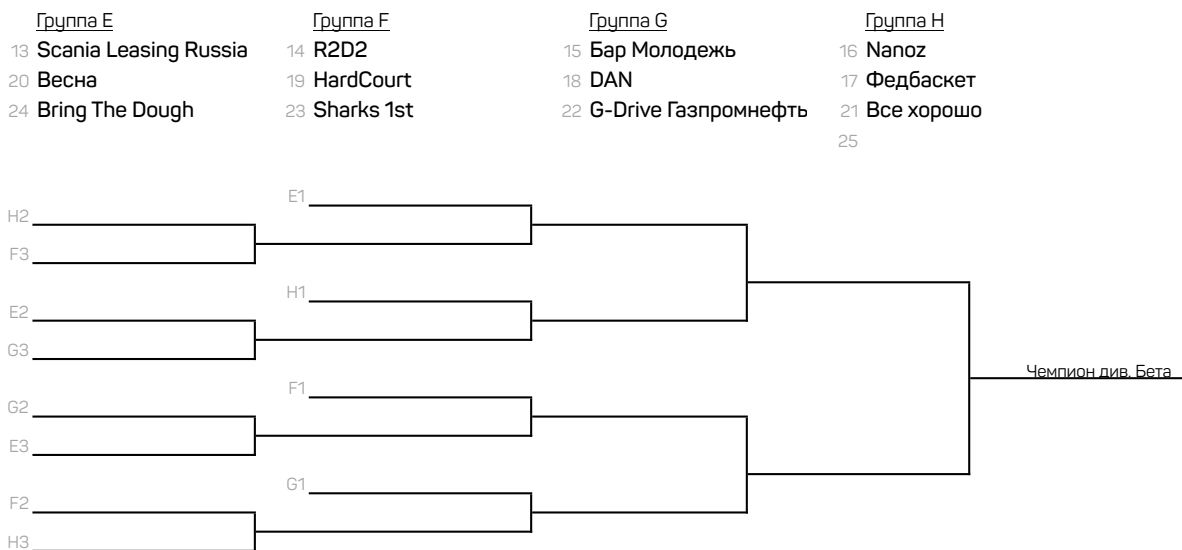 Группа E Группа F Группа G Группа H
13 Scania Leasing Russia 14 R2D2 15 Бар Молодежь 16 Nanoz
20 Весна 19 HardCourt 18 DAN 17 Федбаскет
24 Bring The Dough 23 Sharks 1st 22 G-Drive Газпромнефть 21 Все хорошо
25
E1
H2
F3
H1
E2
G3
Чемпион див. Бета
F1
G2
E3
G1
F2
H3